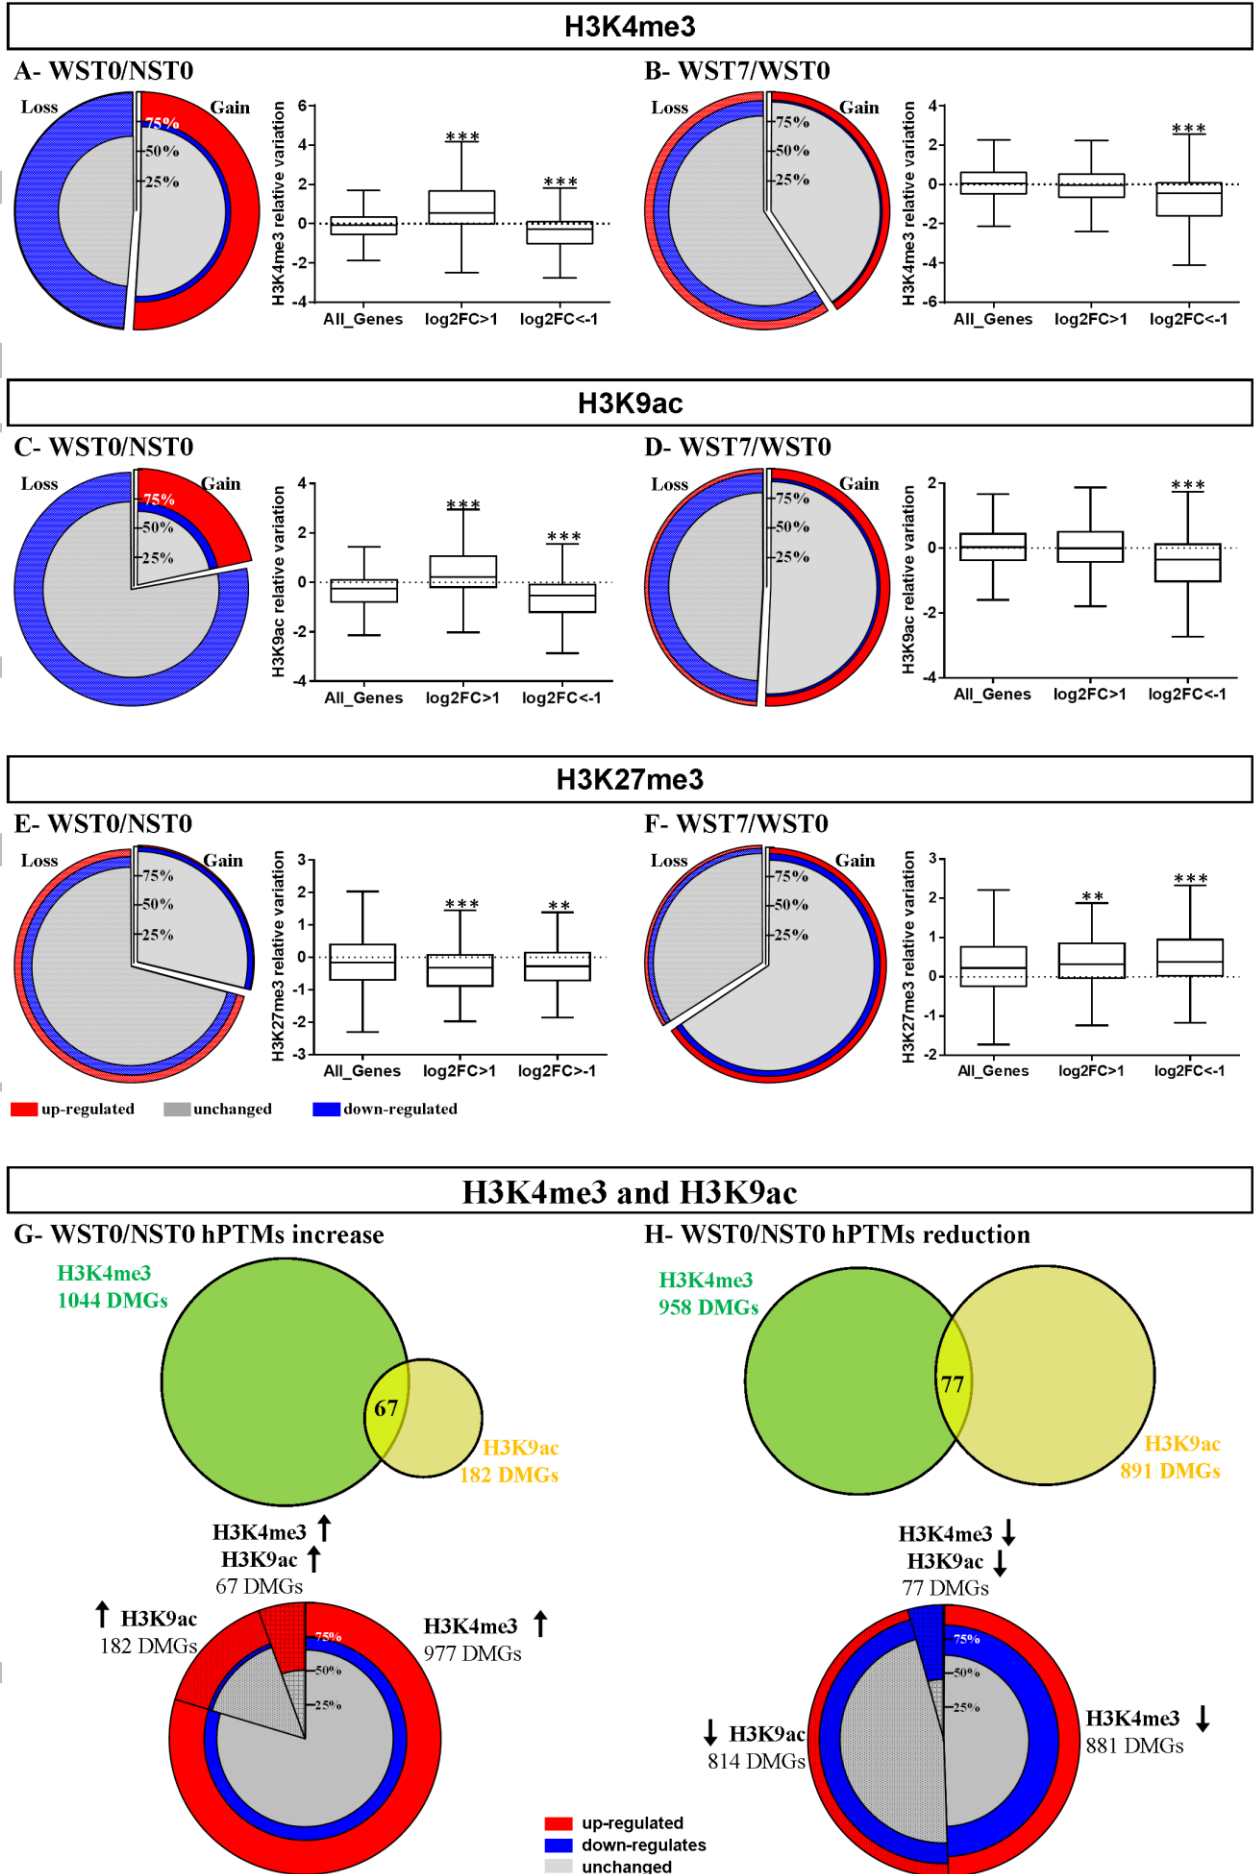 H3K4me3
A- WST0/NST0
Loss
Gain
75%
50%
25%
H3K4me3 relative variation
6
4
2
0
-2
-4
***
***
All_Genes
log2FC>1
log2FC<-1
B- WST7/WST0
Loss
Gain
75%
50%
25%
H3K4me3 relative variation
4
2
0
-2
-4
-6
***
All_Genes
log2FC>1
log2FC<-1
H3K9ac
C- WST0/NST0
Loss
Gain
75%
50%
25%
H3K9ac relative variation
4
2
0
-2
-4
***
***
All_Genes
log2FC>1
log2FC<-1
D- WST7/WST0
Loss
Gain
75%
50%
25%
H3K9ac relative variation
2
0
-2
-4
***
All_Genes
log2FC>1
log2FC<-1
H3K27me3
E- WST0/NST0
Loss
Gain
75%
50%
25%
H3K27me3 relative variation
3
2
1
0
-1
-2
-3
***
**
All_Genes
log2FC>1
log2FC>-1
F- WST7/WST0
Loss
Gain
75%
50%
25%
H3K27me3 relative variation
3
2
1
0
-1
-2
**
***
All_Genes
log2FC>1
log2FC<-1
up-regulated
unchanged
down-regulated
H3K4me3 and H3K9ac
G- WST0/NST0 hPTMs increase
H3K4me3
1044 DMGs
67
H3K9ac
182 DMGs
H3K4me3 ↑
H3K9ac ↑
67 DMGs
↑ H3K9ac
182 DMGs
H3K4me3 ↑
977 DMGs
75%
50%
25%
H- WST0/NST0 hPTMs reduction
H3K4me3
958 DMGs
77
H3K9ac
891 DMGs
H3K4me3 ↓
H3K9ac ↓
77 DMGs
75%
50%
25%
↓ H3K9ac
814 DMGs
H3K4me3 ↓
881 DMGs
up-regulated
down-regulates
unchanged